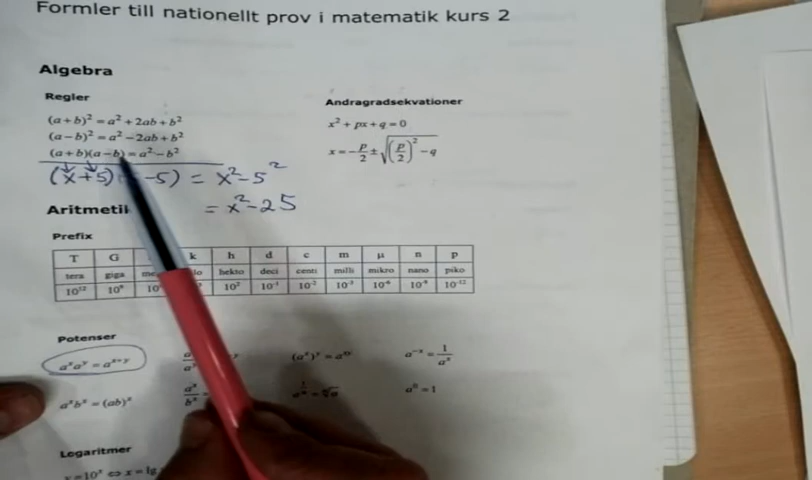 Formler till nationellt prov i matematik kurs 2
Algebra
Regler
(a+b)² = a² + 2ab + b²
(a−b)² = a² − 2ab + b²
(a+b)(a−b) = a² − b²
Andragradsekvationer
x² + px + q = 0
x = −p/2 ± √((p/2)² − q)
(x+5) −5) = x² − 5²
= x² − 25
Prefix
T G k h d c m μ n p
tera giga hekto deci centi milli mikro nano piko
10¹² 10⁹ 10² 10⁻¹ 10⁻² 10⁻³ 10⁻⁶ 10⁻⁹ 10⁻¹²
Potenser
aˣaʸ = aˣ⁺ʸ
(aˣ)ʸ = aˣʸ
a⁻ˣ = 1/aˣ
aˣbˣ = (ab)ˣ
a⁰ = 1
Logaritmer